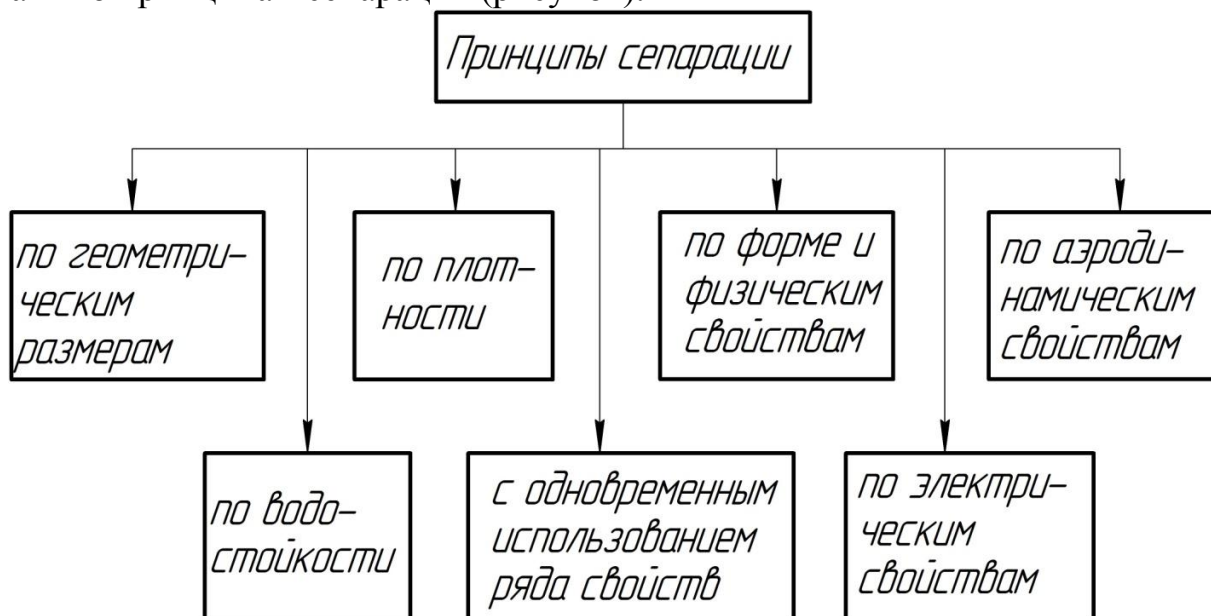 Принципы сепарации
по геометри-
ческим
размерам
по плот-
ности
по форме и
физическим
свойствам
по аэроди-
намическим
свойствам
по водо-
стойкости
с одновременным
использованием
ряда свойств
по электри-
ческим
свойствам